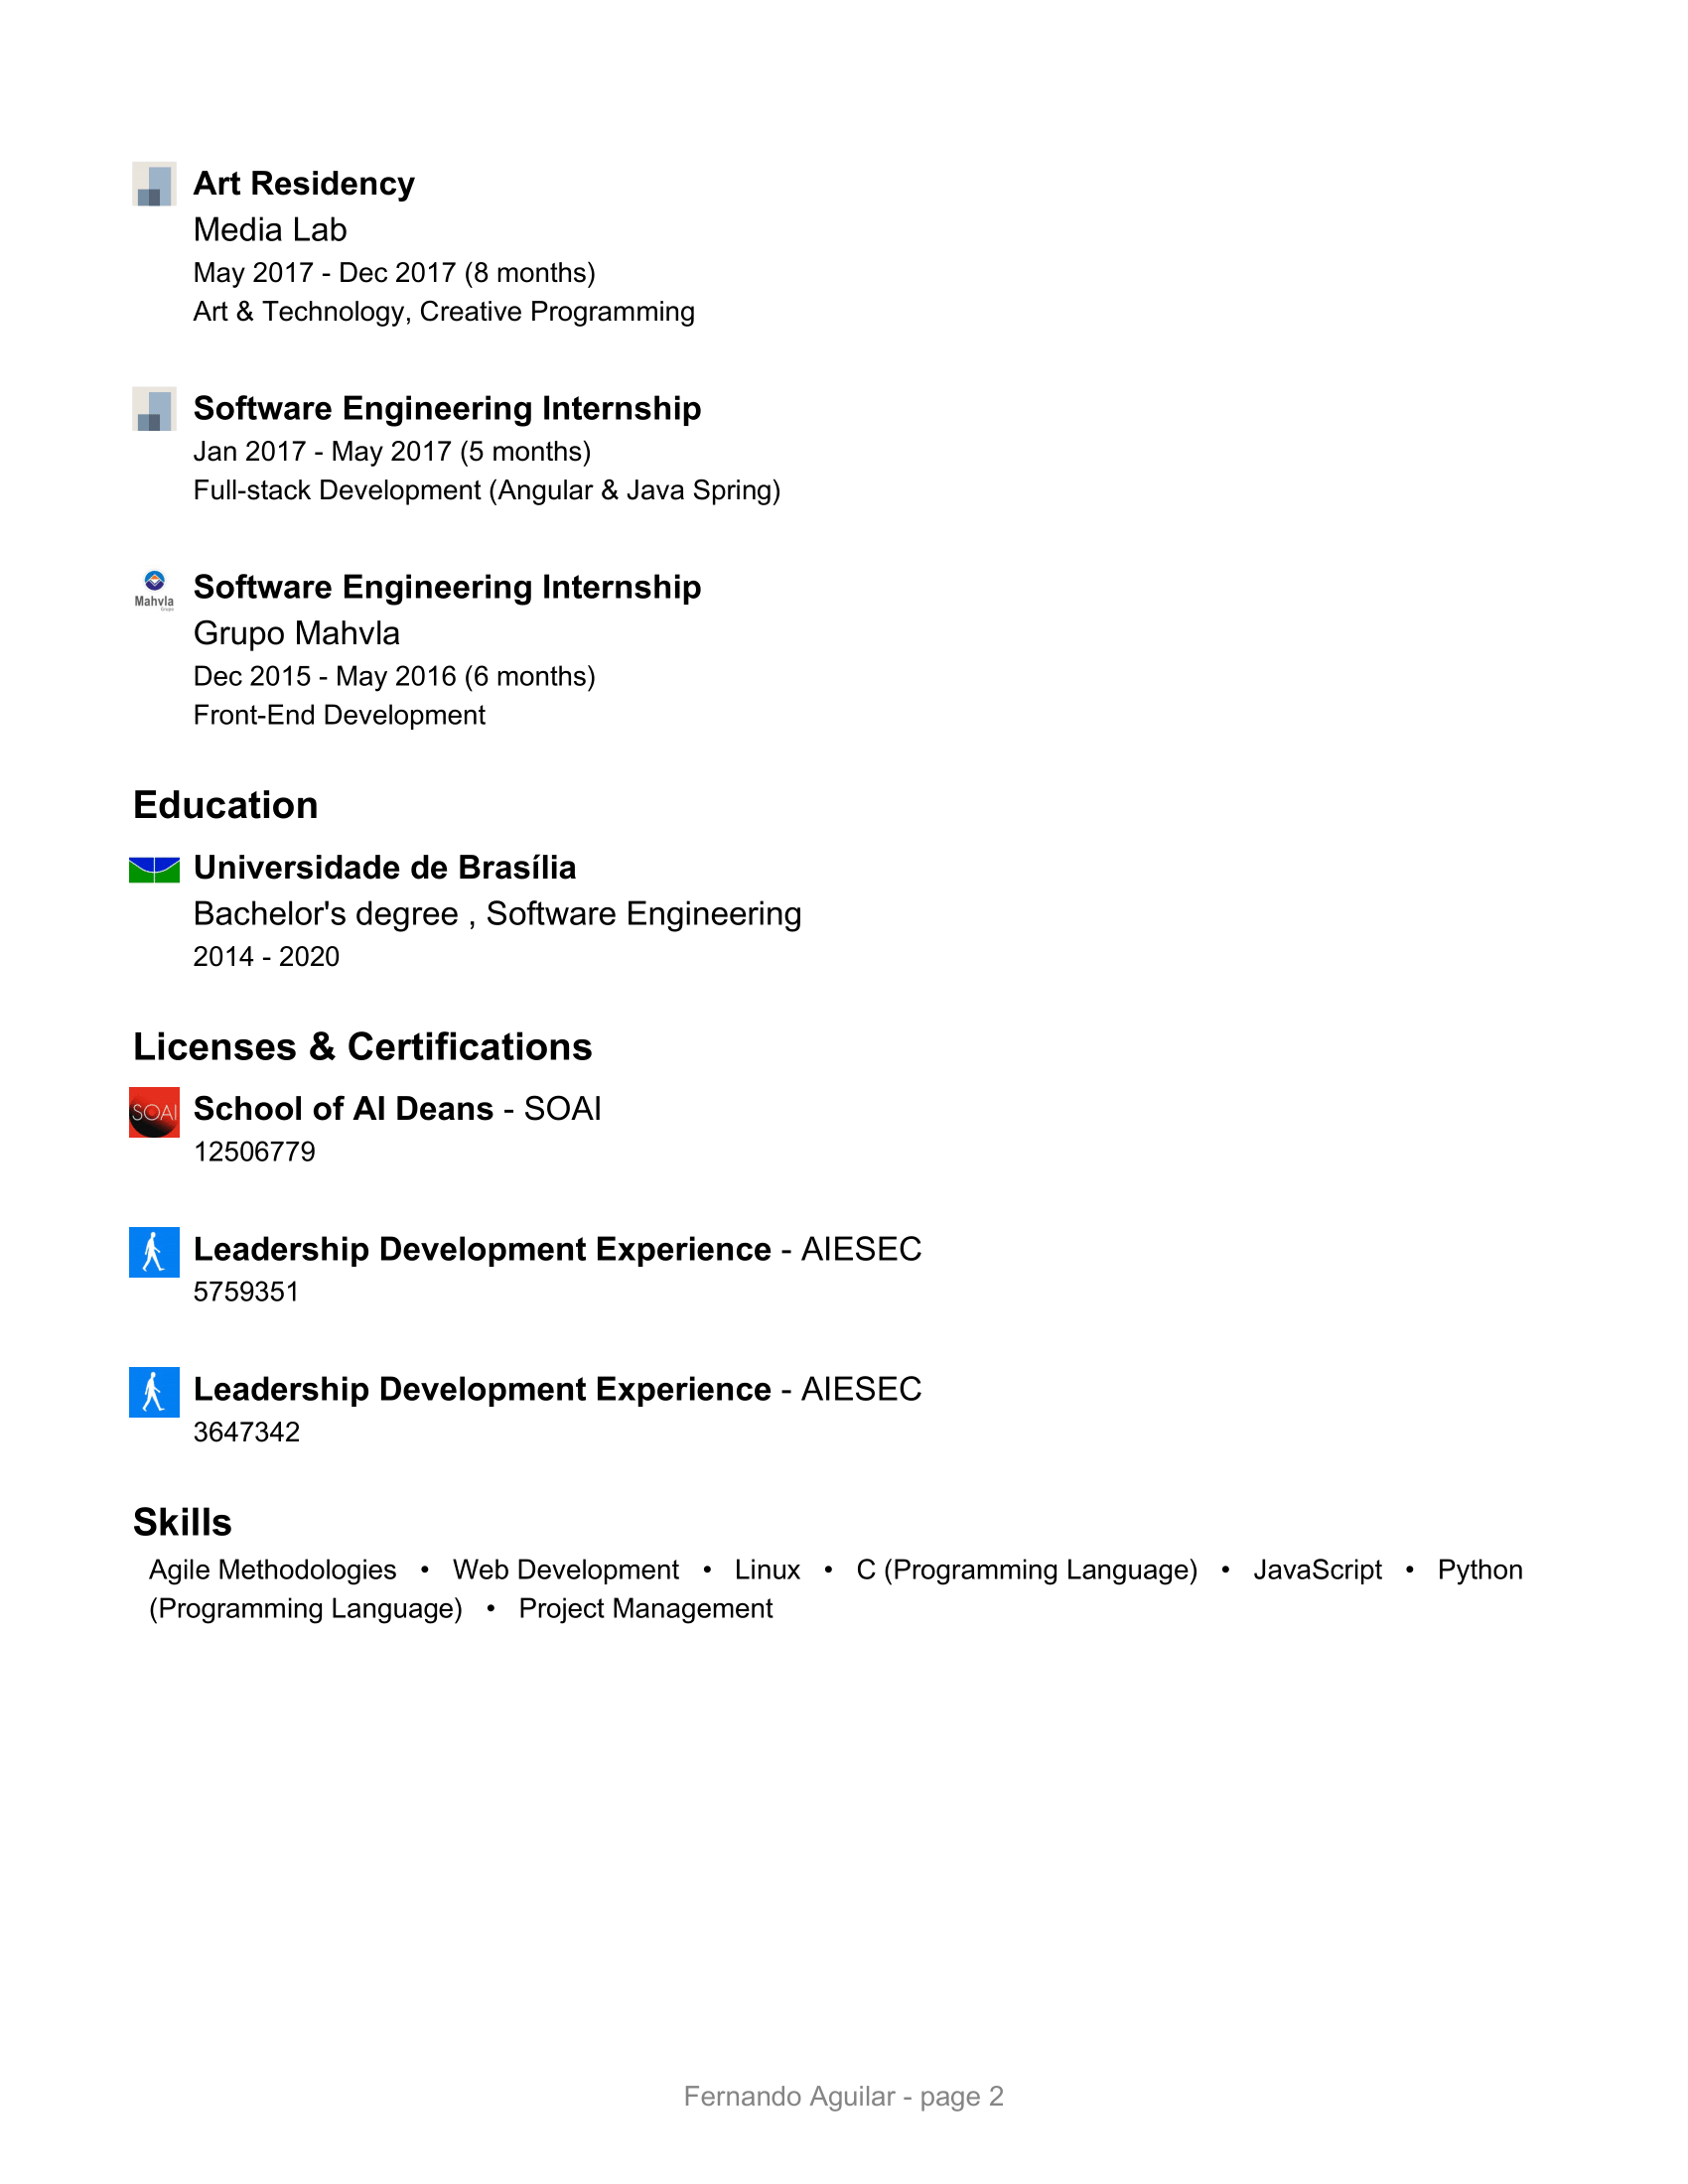 Art Residency
Media Lab
May 2017 - Dec 2017 (8 months)
Art & Technology, Creative Programming
Software Engineering Internship
Jan 2017 - May 2017 (5 months)
Full-stack Development (Angular & Java Spring)
Mahvla
Grupo
Software Engineering Internship
Grupo Mahvla
Dec 2015 - May 2016 (6 months)
Front-End Development
Education
Universidade de Brasília
Bachelor's degree , Software Engineering
2014 - 2020
Licenses & Certifications
SOAI
School of AI Deans - SOAI
12506779
Leadership Development Experience - AIESEC
5759351
Leadership Development Experience - AIESEC
3647342
Skills
Agile Methodologies • Web Development • Linux • C (Programming Language) • JavaScript • Python
(Programming Language) • Project Management
Fernando Aguilar - page 2